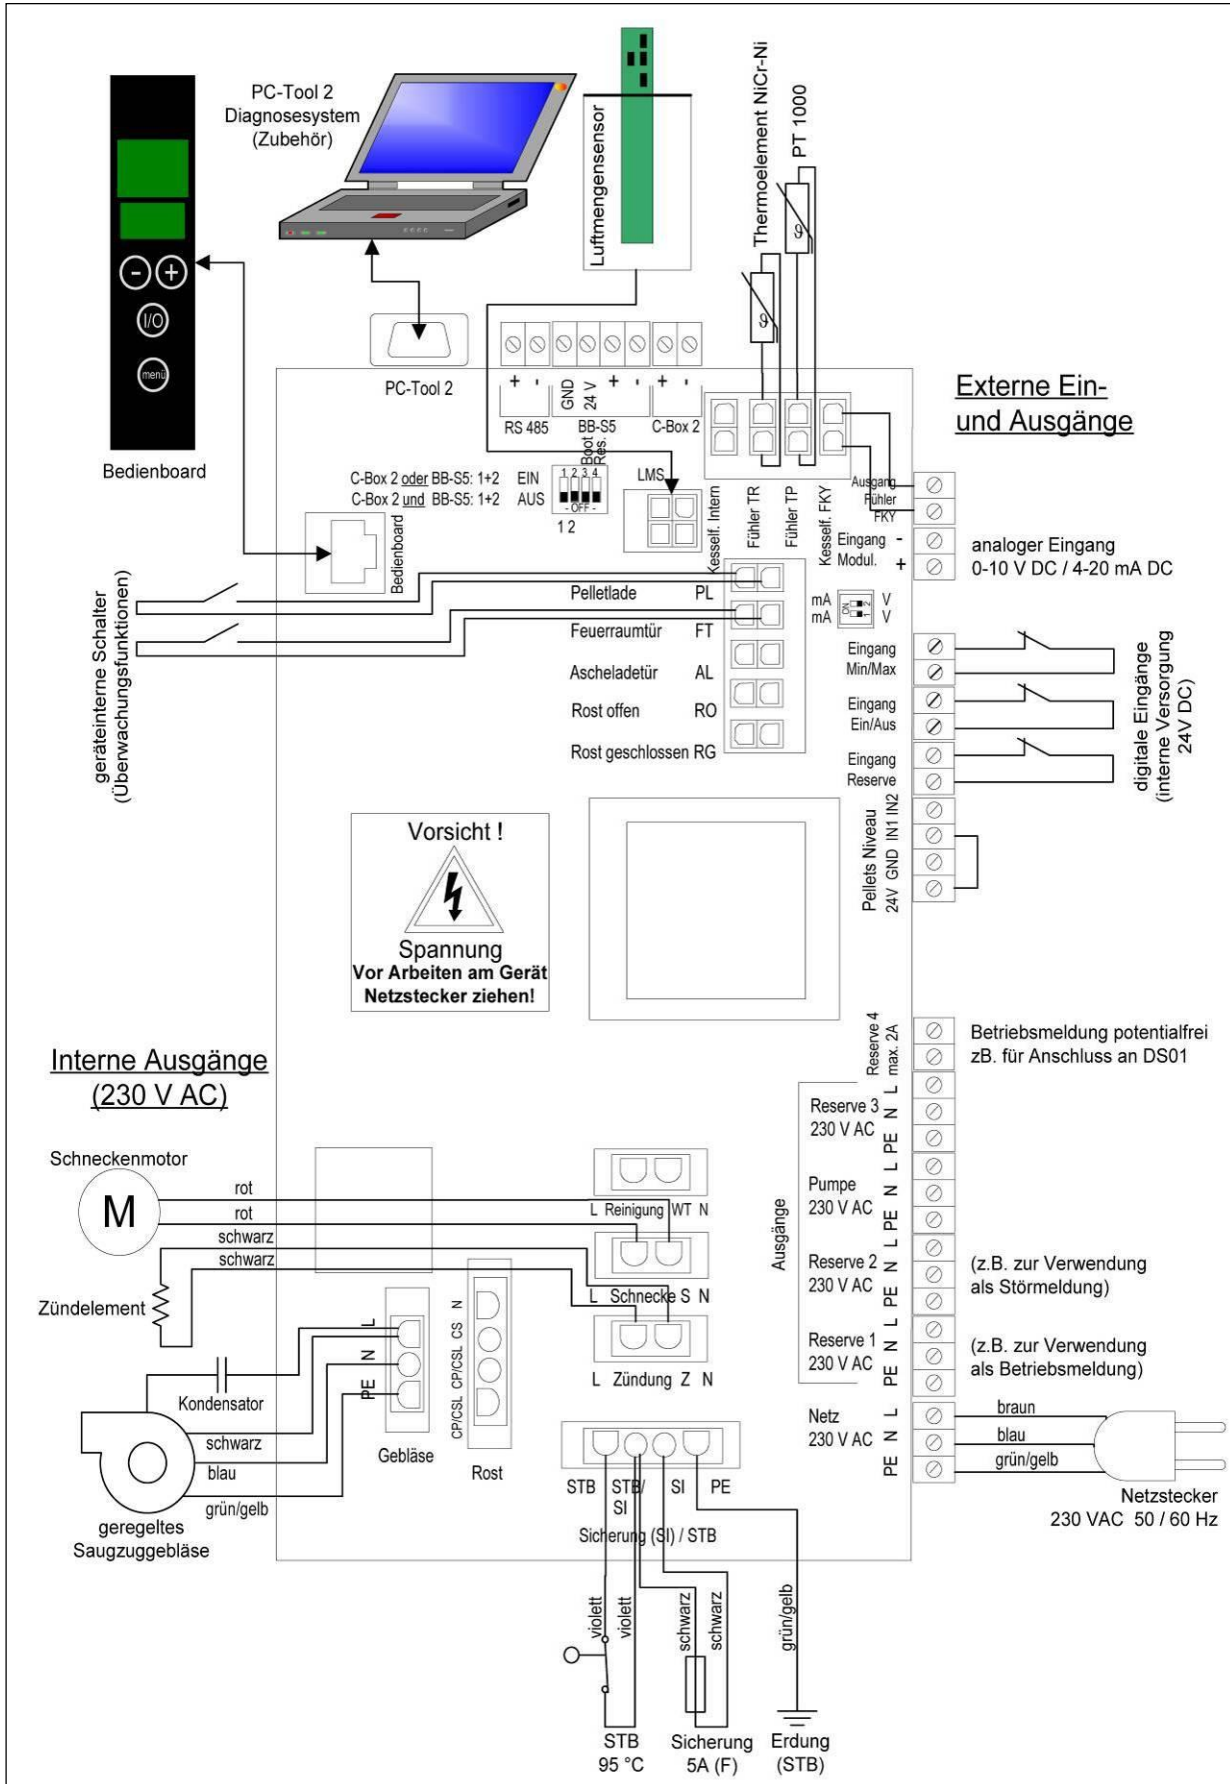 PC-Tool 2
Diagnosesystem
(Zubehör)
Luftmengensensor
Thermoelement NiCr-Ni
PT 1000
ϑ
ϑ
- +
I/O
menü
Bedienboard
PC-Tool 2
+ - GND 24 V + - + -
RS 485 BB-S5 C-Box 2
Externe Ein-
und Ausgänge
Boot
Res.
C-Box 2 oder BB-S5: 1+2 EIN
C-Box 2 und BB-S5: 1+2 AUS
1 2 3 4
- OFF -
1 2
LMS
Kesself. Intern
Fühler TR
Fühler TP
Kesself. FKY
Ausgang
Fühler
FKY
Eingang -
Modul. +
analoger Eingang
0-10 V DC / 4-20 mA DC
Bedienboard
geräteinterne Schalter
(Überwachungsfunktionen)
Pelletlade PL
Feuerraumtür FT
Ascheladetür AL
Rost offen RO
Rost geschlossen RG
mA V
mA V
ON
1 2
Eingang
Min/Max
Eingang
Ein/Aus
Eingang
Reserve
digitale Eingänge
(interne Versorgung
24V DC)
Pellets Niveau
24V GND IN1 IN2
Vorsicht !
Spannung
Vor Arbeiten am Gerät
Netzstecker ziehen!
Reserve 4
max. 2A
Betriebsmeldung potentialfrei
zB. für Anschluss an DS01
Interne Ausgänge
(230 V AC)
Ausgänge
Reserve 3
230 V AC
PE N L
Pumpe
230 V AC
PE N L
Reserve 2
230 V AC
PE N L
(z.B. zur Verwendung
als Störmeldung)
Reserve 1
230 V AC
PE N L
(z.B. zur Verwendung
als Betriebsmeldung)
Netz
230 V AC
PE N L
braun
blau
grün/gelb
Netzstecker
230 VAC 50 / 60 Hz
Schneckenmotor
M
rot
rot
schwarz
schwarz
Zündelement
L Reinigung WT N
L Schnecke S N
L Zündung Z N
Kondensator
schwarz
blau
grün/gelb
geregeltes
Saugzuggebläse
PE N L
Gebläse
CP/CSL CP/CSL CS N
Rost
STB STB/ SI PE
SI
Sicherung (SI) / STB
violett
violett
schwarz
schwarz
grün/gelb
STB
95 °C
Sicherung
5A (F)
Erdung
(STB)